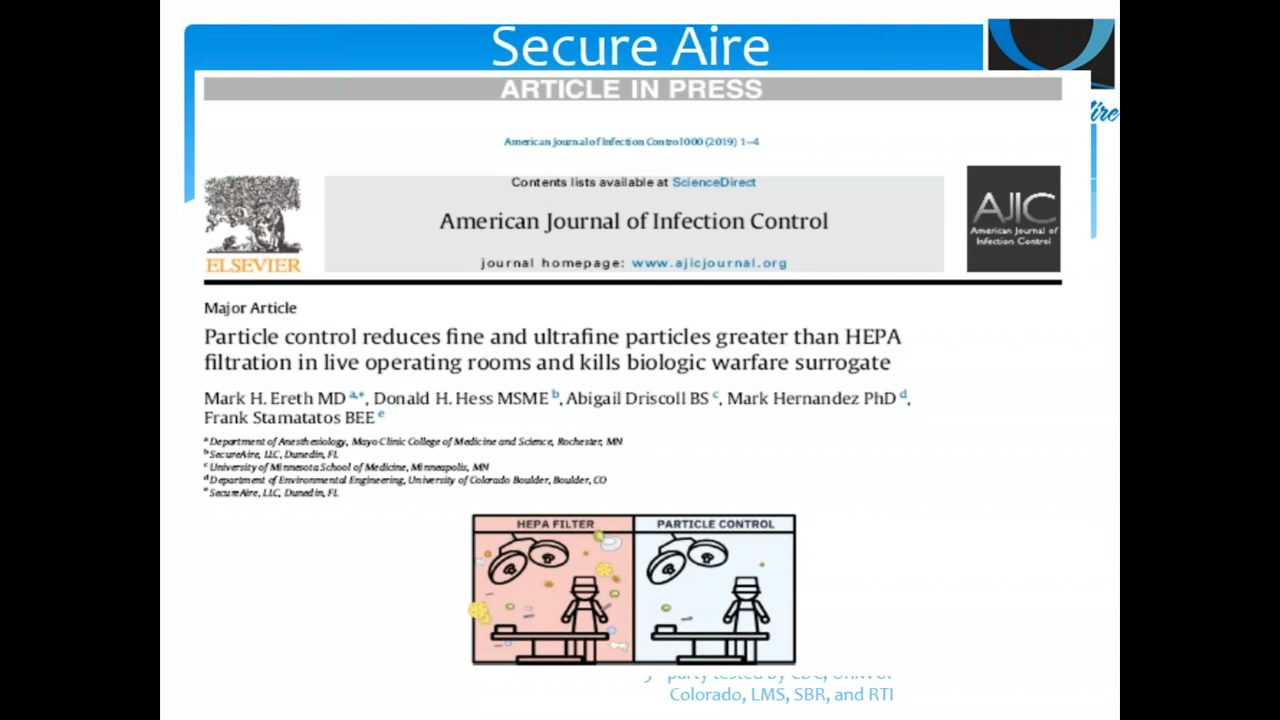 Secure Aire
ARTICLE IN PRESS
American Journal of Infection Control 000 (2019) 1–4
Contents lists available at ScienceDirect
American Journal of Infection Control
journal homepage: www.ajicjournal.org
ELSEVIER
AJIC
American Journal of
Infection Control
Major Article
Particle control reduces fine and ultrafine particles greater than HEPA
filtration in live operating rooms and kills biologic warfare surrogate
Mark H. Ereth MD a,*, Donald H. Hess MSME b, Abigail Driscoll BS c, Mark Hernandez PhD d,
Frank Stamatatos BEE e
a Department of Anesthesiology, Mayo Clinic College of Medicine and Science, Rochester, MN
b SecureAire, LLC, Dunedin, FL
c University of Minnesota School of Medicine, Minneapolis, MN
d Department of Environmental Engineering, University of Colorado Boulder, Boulder, CO
e SecureAire, LLC, Dunedin, FL
HEPA FILTER
PARTICLE CONTROL
party tested by CDC, Univ of
Colorado, LMS, SBR, and RTI